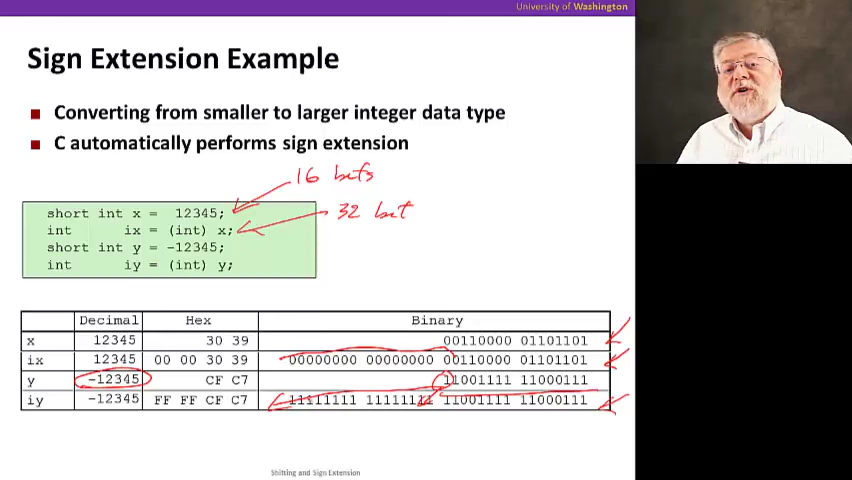 University of Washington
Sign Extension Example
Converting from smaller to larger integer data type
C automatically performs sign extension
16 bits
32 bit
short int x = 12345;
int ix = (int) x;
short int y = -12345;
int iy = (int) y;
Decimal Hex Binary
x 12345 30 39 00110000 01101101
ix 12345 00 00 30 39 00000000 00000000 00110000 01101101
y -12345 CF C7 11001111 11000111
iy -12345 FF FF CF C7 11111111 11111111 11001111 11000111
Shifting and Sign Extension